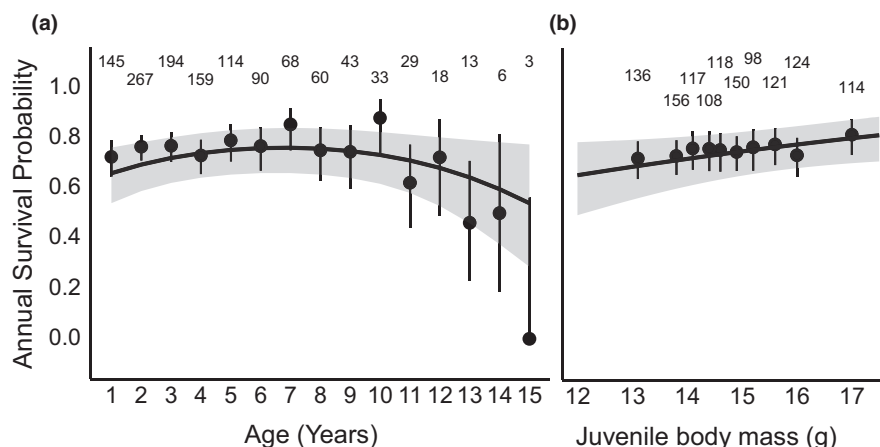 (a)
145 267 194 159 114 90 68 60 43 33 29 18 13 6 3
Annual Survival Probability
1.0
0.8
0.6
0.4
0.2
0.0
1 2 3 4 5 6 7 8 9 10 11 12 13 14 15
Age (Years)
(b)
136 156 117 108 118 150 98 121 124 114
12 13 14 15 16 17
Juvenile body mass (g)